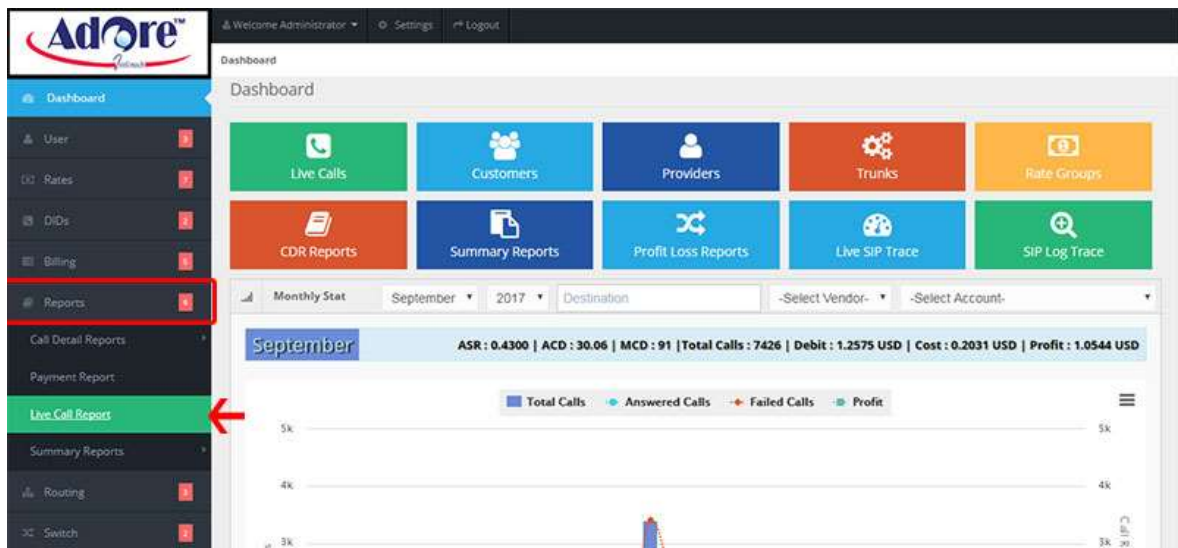 Adore™
Welcome Administrator
Settings
Logout
Dashboard
Dashboard
Dashboard
User
Rates
DIDs
Billing
Reports
Call Detail Reports
Payment Report
Live Call Report
Summary Reports
Routing
Switch
Live Calls
Customers
Providers
Trunks
Rate Groups
CDR Reports
Summary Reports
Profit Loss Reports
Live SIP Trace
SIP Log Trace
Monthly Stat
September
2017
Destination
-Select Vendor-
-Select Account-
September
ASR : 0.4300 | ACD : 30.06 | MCD : 91 |Total Calls : 7426 | Debit : 1.2575 USD | Cost : 0.2031 USD | Profit : 1.0544 USD
Total Calls
Answered Calls
Failed Calls
Profit
5k
5k
4k
4k
3k
3k
Call R